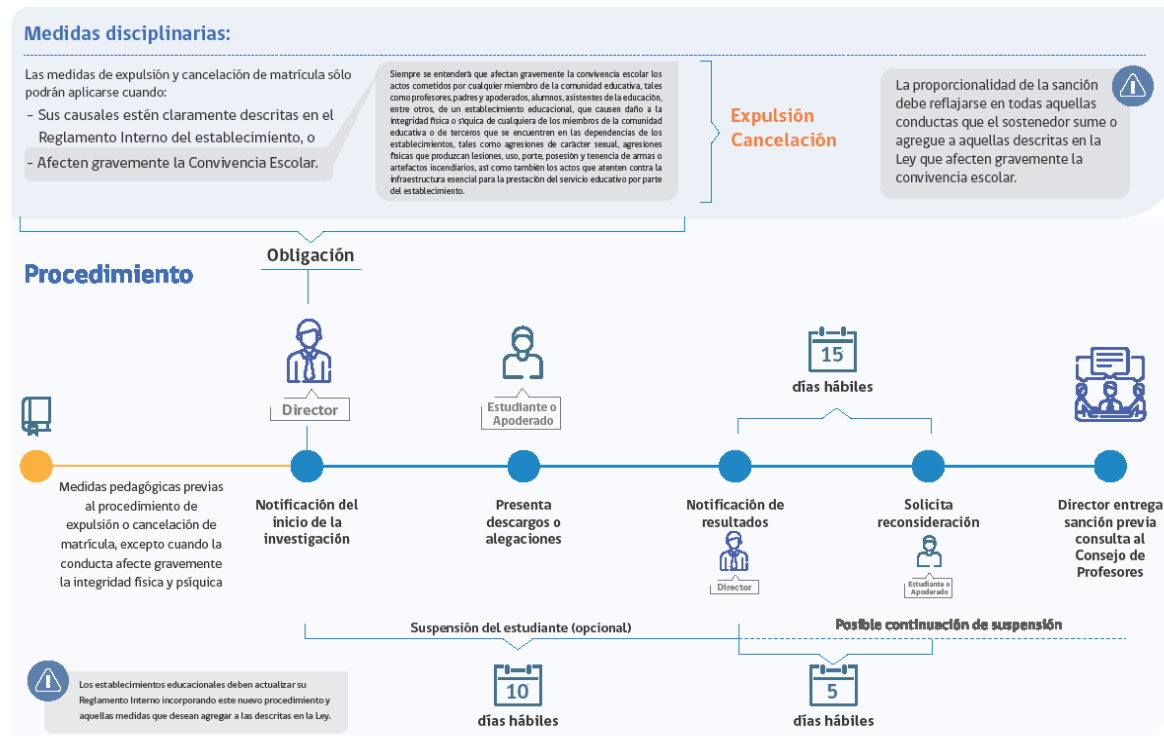 Medidas disciplinarias:
Las medidas de expulsión y cancelación de matrícula sólo
podrán aplicarse cuando:
- Sus causales estén claramente descritas en el
Reglamento Interno del establecimiento, o
- Afecten gravemente la Convivencia Escolar.
Siempre se entenderá que afectan gravemente la convivencia escolar los
actos cometidos por cualquier miembro de la comunidad educativa, tales
como profesores, padres y apoderados, alumnos, asistentes de la educación,
entre otros, de un establecimiento educacional, que causen daño a la
integridad física o síquica de cualquiera de los miembros de la comunidad
educativa o de terceros que se encuentren en las dependencias de los
establecimientos, tales como agresiones de carácter sexual, agresiones
físicas que produzcan lesiones, uso, porte, posesión y tenencia de armas o
artefactos incendiarios, así como también los actos que atenten contra la
infraestructura esencial para la prestación del servicio educativo por parte
del establecimiento.
Expulsión
Cancelación
La proporcionalidad de la sanción
debe reflajarse en todas aquellas
conductas que el sostenedor sume o
agregue a aquellas descritas en la
Ley que afecten gravemente la
convivencia escolar.
Obligación
Procedimiento
Director
Estudiante o
Apoderado
15
días hábiles
Medidas pedagógicas previas
al procedimiento de
expulsión o cancelación de
matrícula, excepto cuando la
conducta afecte gravemente
la integridad física y psíquica
Notificación del
inicio de la
investigación
Presenta
descargos o
alegaciones
Notificación de
resultados
Director
Solicita
reconsideración
Estudiante o
Apoderado
Director entrega
sanción previa
consulta al
Consejo de
Profesores
Suspensión del estudiante (opcional)
Posible continuación de suspensión
10
días hábiles
5
días hábiles
Los establecimientos educacionales deben actualizar su
Reglamento Interno incorporando este nuevo procedimiento y
aquellas medidas que desean agregar a las descritas en la Ley.